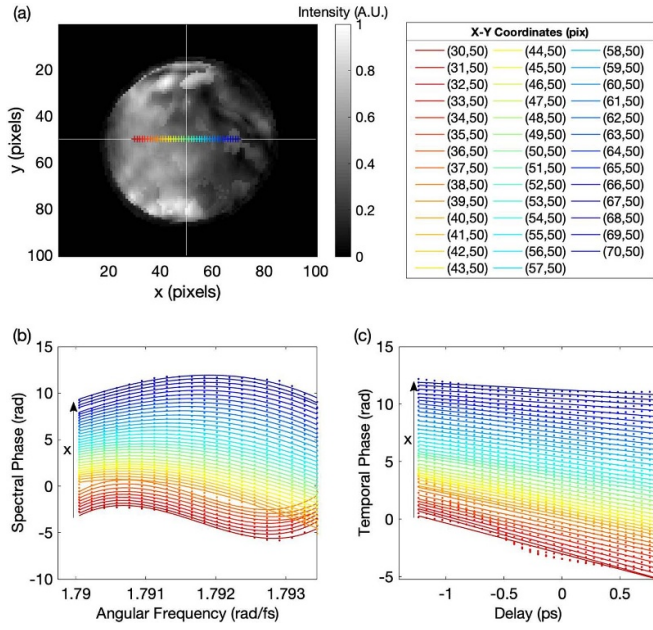 (a)
Intensity (A.U.)
1
0.8
0.6
0.4
0.2
0
20
40
60
80
100
y (pixels)
20 40 60 80 100
x (pixels)
X-Y Coordinates (pix)
(30,50) (44,50) (58,50)
(31,50) (45,50) (59,50)
(32,50) (46,50) (60,50)
(33,50) (47,50) (61,50)
(34,50) (48,50) (62,50)
(35,50) (49,50) (63,50)
(36,50) (50,50) (64,50)
(37,50) (51,50) (65,50)
(38,50) (52,50) (66,50)
(39,50) (53,50) (67,50)
(40,50) (54,50) (68,50)
(41,50) (55,50) (69,50)
(42,50) (56,50) (70,50)
(43,50) (57,50)
(b)
15
10
5
0
-5
-10
Spectral Phase (rad)
x
1.79 1.791 1.792 1.793
Angular Frequency (rad/fs)
(c)
15
10
5
0
-5
Temporal Phase (rad)
x
-1 -0.5 0 0.5
Delay (ps)